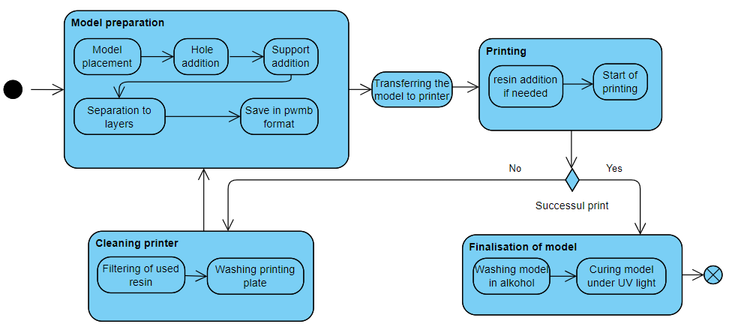 Model preparation
Model
placement
Hole
addition
Support
addition
Separation to
layers
Save in pwmb
format
Transferring the
model to printer
Printing
resin addition
if needed
Start of
printing
No
Yes
Successul print
Cleaning printer
Filtering of used
resin
Washing printing
plate
Finalisation of model
Washing model
in alkohol
Curing model
under UV light